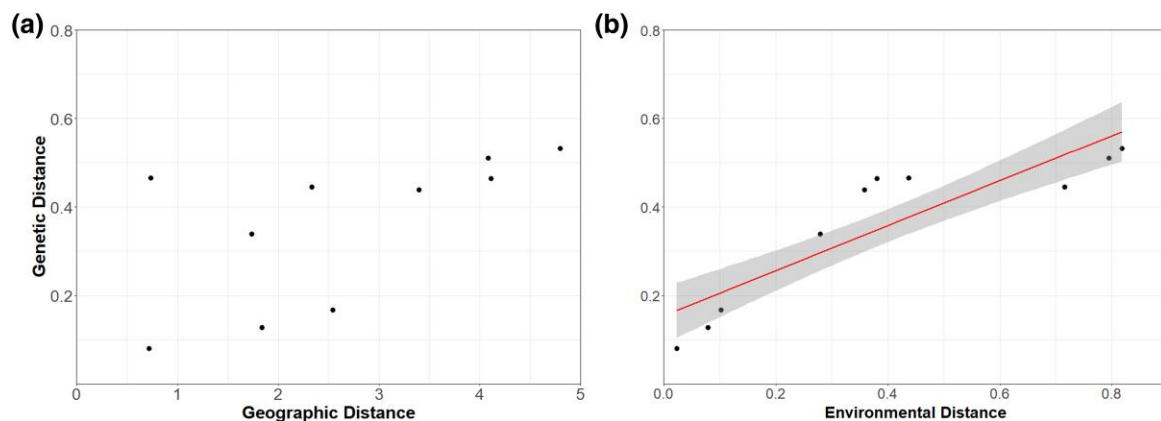 (a)
Genetic Distance
0.8
0.6
0.4
0.2
0 1 2 3 4 5
Geographic Distance
(b)
0.8
0.6
0.4
0.2
0.0 0.2 0.4 0.6 0.8
Environmental Distance